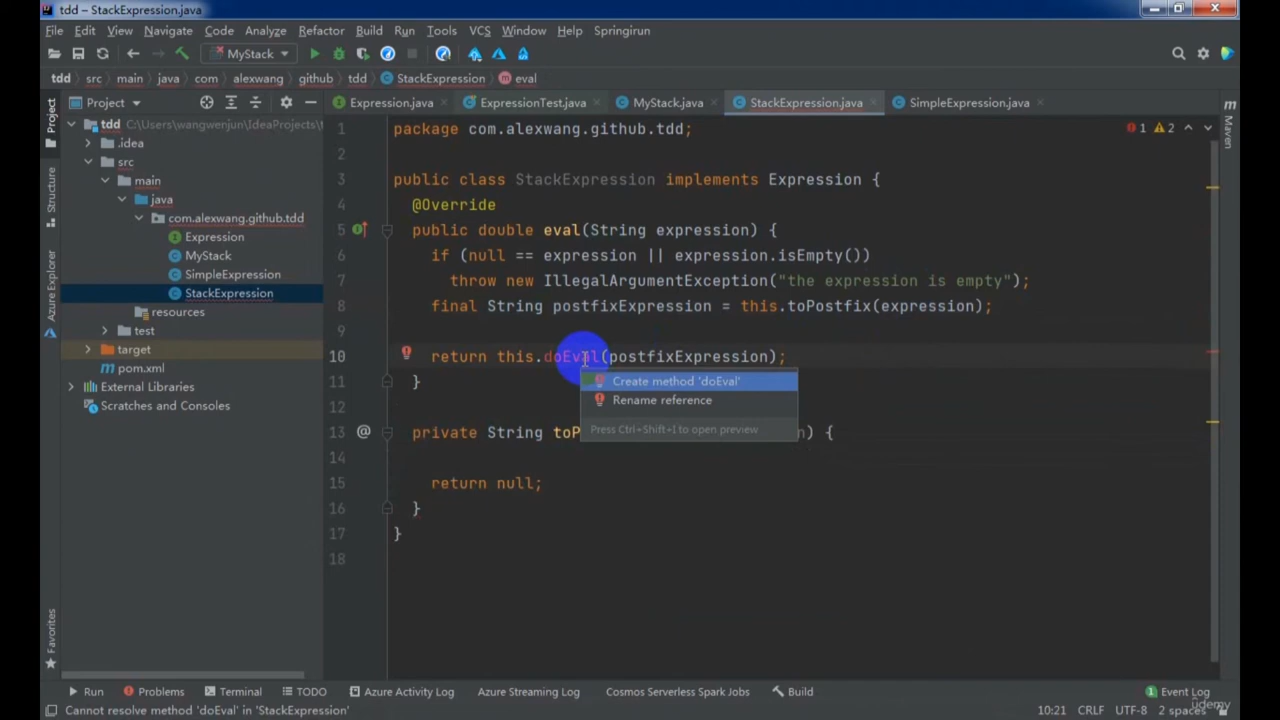 tdd – StackExpression.java
File Edit View Navigate Code Analyze Refactor Build Run Tools VCS Window Help Springirun
MyStack
tdd src main java com alexwang github tdd StackExpression eval
Project
Expression.java ExpressionTest.java MyStack.java StackExpression.java SimpleExpression.java
Project
Structure
Azure Explorer
Favorites
Maven
tdd C:\Users\wangwenjun\IdeaProjects\t
.idea
src
main
java
com.alexwang.github.tdd
Expression
MyStack
SimpleExpression
StackExpression
resources
test
target
pom.xml
External Libraries
Scratches and Consoles
1 2
1 package com.alexwang.github.tdd;
2
3 public class StackExpression implements Expression {
4 @Override
5 public double eval(String expression) {
6 if (null == expression || expression.isEmpty())
7 throw new IllegalArgumentException("the expression is empty");
8 final String postfixExpression = this.toPostfix(expression);
9
10 return this.doEval(postfixExpression);
11 }
12
13 @ private String toP n) {
14
15 return null;
16 }
17 }
18
Create method 'doEval'
Rename reference
Press Ctrl+Shift+I to open preview
Run Problems Terminal TODO Azure Activity Log Azure Streaming Log Cosmos Serverless Spark Jobs Build 1 Event Log
Cannot resolve method 'doEval' in 'StackExpression' 10:21 CRLF UTF-8 2 spaces
udemy